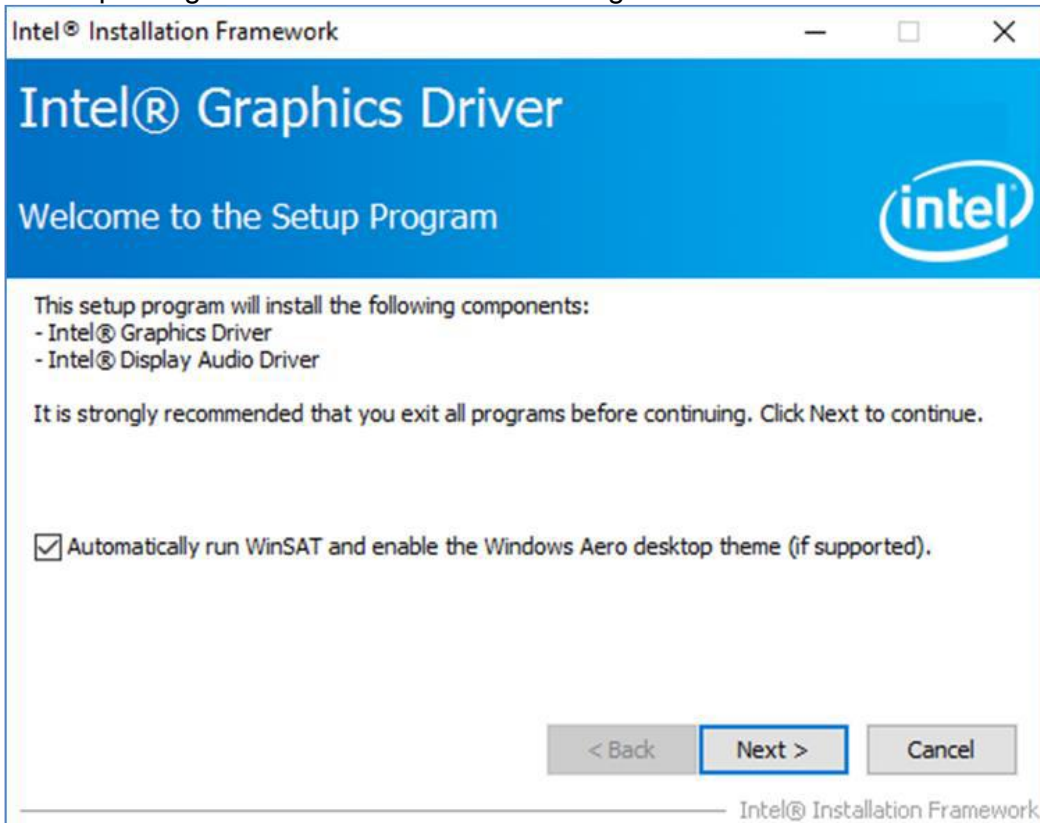 Intel® Installation Framework
Intel® Graphics Driver
Welcome to the Setup Program
intel
This setup program will install the following components:
- Intel® Graphics Driver
- Intel® Display Audio Driver
It is strongly recommended that you exit all programs before continuing. Click Next to continue.
Automatically run WinSAT and enable the Windows Aero desktop theme (if supported).
< Back Next > Cancel
Intel® Installation Framework